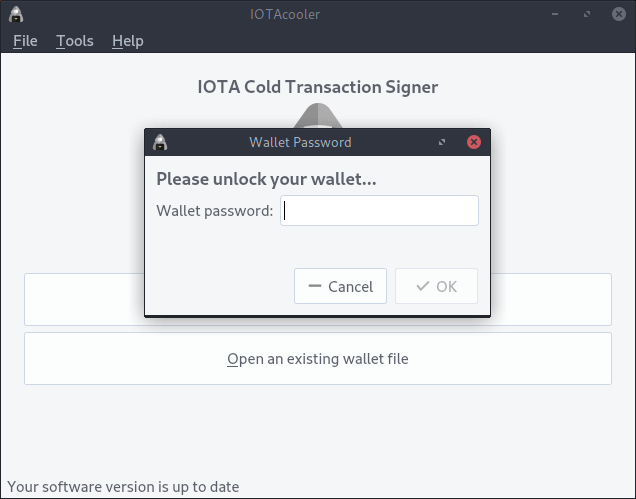 IOTAcooler
File Tools Help
IOTA Cold Transaction Signer
Wallet Password
Please unlock your wallet...
Wallet password:
Cancel OK
Open an existing wallet file
Your software version is up to date